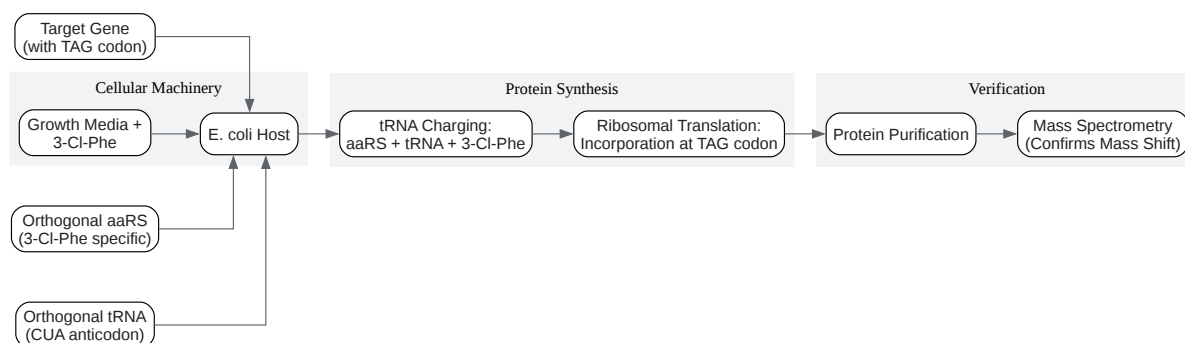 Target Gene
(with TAG codon)
Cellular Machinery
Protein Synthesis
Verification
Growth Media +
3-Cl-Phe
E. coli Host
tRNA Charging:
aaRS + tRNA + 3-Cl-Phe
Ribosomal Translation:
Incorporation at TAG codon
Protein Purification
Mass Spectrometry
(Confirms Mass Shift)
Orthogonal aaRS
(3-Cl-Phe specific)
Orthogonal tRNA
(CUA anticodon)